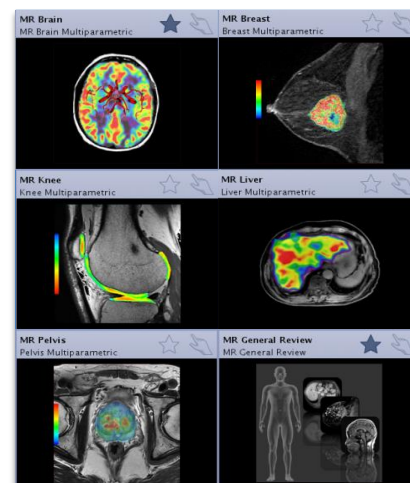 MR Brain
MR Brain Multiparametric
MR Breast
Breast Multiparametric
MR Knee
Knee Multiparametric
MR Liver
Liver Multiparametric
MR Pelvis
Pelvis Multiparametric
MR General Review
MR General Review